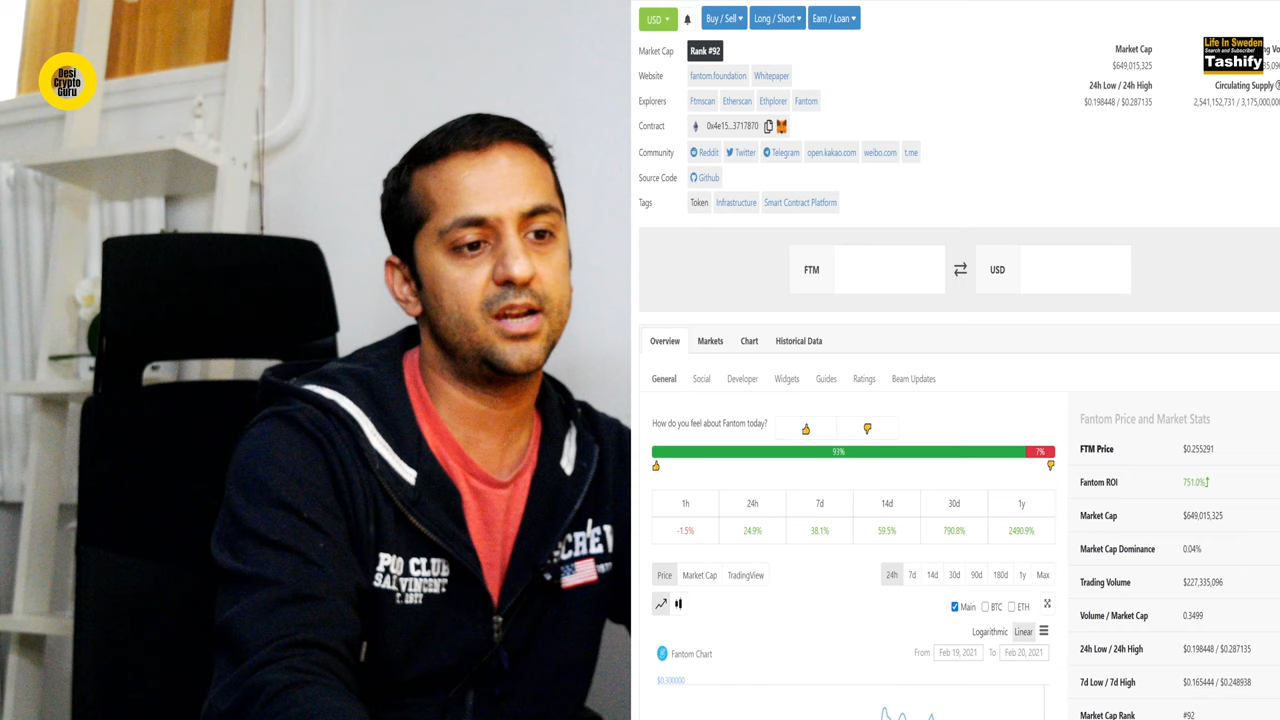 Desi
Crypto
Guru
POLO CLUB
SAINT VINCENT
USD
Buy / Sell
Long / Short
Earn / Loan
Market Cap
Rank #92
Website
fantom.foundation
Whitepaper
Explorers
Ftmscan
Etherscan
Ethplorer
Fantom
Contract
0x4e15...3717870
Community
Reddit
Twitter
Telegram
open.kakao.com
weibo.com
t.me
Source Code
Github
Tags
Token
Infrastructure
Smart Contract Platform
Market Cap
$649,015,325
24h Low / 24h High
$0.198448 / $0.287135
Life In Sweden
Search and Subscribe!
Tashify
Circulating Supply
2,541,152,731 / 3,175,000,000
FTM
USD
Overview
Markets
Chart
Historical Data
General
Social
Developer
Widgets
Guides
Ratings
Beam Updates
How do you feel about Fantom today?
93%
7%
1h
24h
7d
14d
30d
1y
-1.5%
24.9%
38.1%
59.5%
790.8%
2490.9%
Price
Market Cap
TradingView
24h
7d
14d
30d
90d
180d
1y
Max
Main
BTC
ETH
Logarithmic
Linear
Fantom Chart
From
Feb 19, 2021
To
Feb 20, 2021
$0.300000
Fantom Price and Market Stats
FTM Price
$0.255291
Fantom ROI
751.0%
Market Cap
$649,015,325
Market Cap Dominance
0.04%
Trading Volume
$227,335,096
Volume / Market Cap
0.3499
24h Low / 24h High
$0.198448 / $0.287135
7d Low / 7d High
$0.165444 / $0.248938
Market Cap Rank
#92